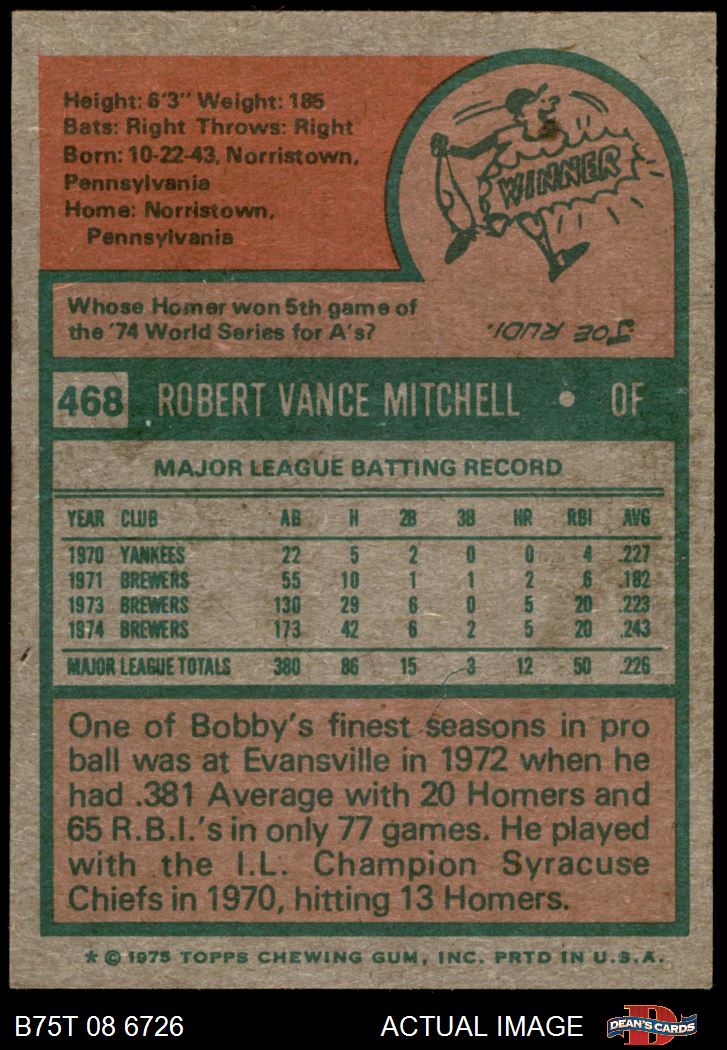 Height: 6'3" Weight: 185
Bats: Right Throws: Right
Born: 10-22-43, Norristown,
Pennsylvania
Home: Norristown,
Pennsylvania
WINNER
Whose Homer won 5th game of
the '74 World Series for A's?
JOE RUDI.
468 ROBERT VANCE MITCHELL • OF
MAJOR LEAGUE BATTING RECORD
YEAR CLUB AB H 2B 3B HR RBI AVG
1970 YANKEES 22 5 2 0 0 4 .227
1971 BREWERS 55 10 1 1 2 6 .182
1973 BREWERS 130 29 6 0 5 20 .223
1974 BREWERS 173 42 6 2 5 20 .243
MAJOR LEAGUE TOTALS 380 86 15 3 12 50 .226
One of Bobby's finest seasons in pro
ball was at Evansville in 1972 when he
had .381 Average with 20 Homers and
65 R.B.I.'s in only 77 games. He played
with the I.L. Champion Syracuse
Chiefs in 1970, hitting 13 Homers.
* © 1975 TOPPS CHEWING GUM, INC. PRTD IN U.S.A.
B75T 08 6726 ACTUAL IMAGE D DEAN'S CARDS